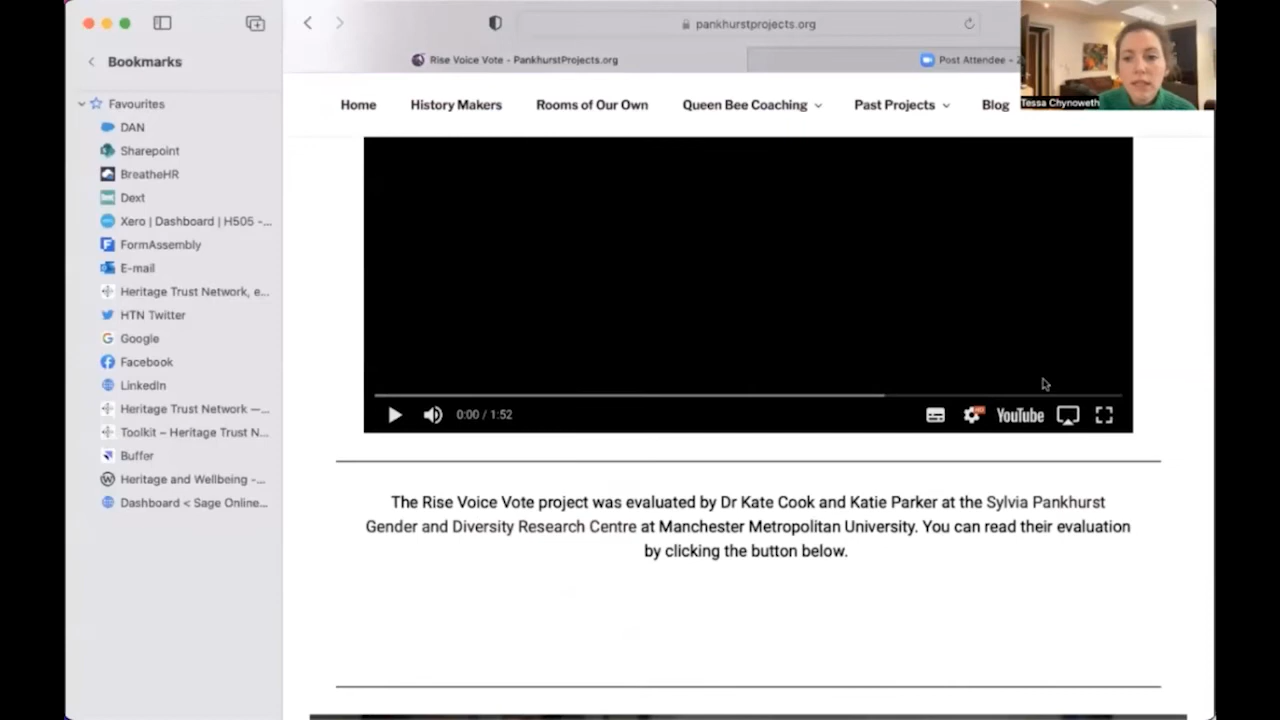 pankhurstprojects.org
Bookmarks
Rise Voice Vote - PankhurstProjects.org
Post Attendee - Z
Tessa Chynoweth
Home
History Makers
Rooms of Our Own
Queen Bee Coaching
Past Projects
Blog
Favourites
DAN
Sharepoint
BreatheHR
Dext
Xero | Dashboard | H505 -...
FormAssembly
E-mail
Heritage Trust Network, e...
HTN Twitter
Google
Facebook
LinkedIn
Heritage Trust Network —...
Toolkit – Heritage Trust N...
Buffer
Heritage and Wellbeing -...
Dashboard < Sage Online...
0:00 / 1:52
YouTube
The Rise Voice Vote project was evaluated by Dr Kate Cook and Katie Parker at the Sylvia Pankhurst
Gender and Diversity Research Centre at Manchester Metropolitan University. You can read their evaluation
by clicking the button below.